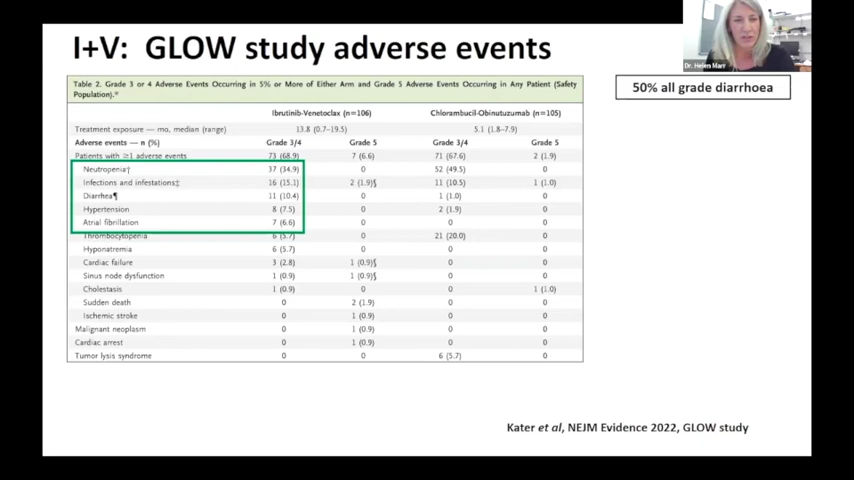 I+V: GLOW study adverse events
Dr. Helen Marr
50% all grade diarrhoea
Table 2. Grade 3 or 4 Adverse Events Occurring in 5% or More of Either Arm and Grade 5 Adverse Events Occurring in Any Patient (Safety
Population).*
Ibrutinib-Venetoclax (n=106) Chlorambucil-Obinutuzumab (n=105)
Treatment exposure — mo, median (range) 13.8 (0.7–19.5) 5.1 (1.8–7.9)
Adverse events — n (%) Grade 3/4 Grade 5 Grade 3/4 Grade 5
Patients with ≥1 adverse events 73 (68.9) 7 (6.6) 71 (67.6) 2 (1.9)
Neutropenia† 37 (34.9) 0 52 (49.5) 0
Infections and infestations‡ 16 (15.1) 2 (1.9)§ 11 (10.5) 1 (1.0)
Diarrhea¶ 11 (10.4) 0 1 (1.0) 0
Hypertension 8 (7.5) 0 2 (1.9) 0
Atrial fibrillation 7 (6.6) 0 0 0
Thrombocytopenia 6 (5.7) 0 21 (20.0) 0
Hyponatremia 6 (5.7) 0 0 0
Cardiac failure 3 (2.8) 1 (0.9)§ 0 0
Sinus node dysfunction 1 (0.9) 1 (0.9)§ 0 0
Cholestasis 1 (0.9) 0 0 1 (1.0)
Sudden death 0 2 (1.9) 0 0
Ischemic stroke 0 1 (0.9) 0 0
Malignant neoplasm 0 1 (0.9) 0 0
Cardiac arrest 0 1 (0.9) 0 0
Tumor lysis syndrome 0 0 6 (5.7) 0
Kater et al, NEJM Evidence 2022, GLOW study